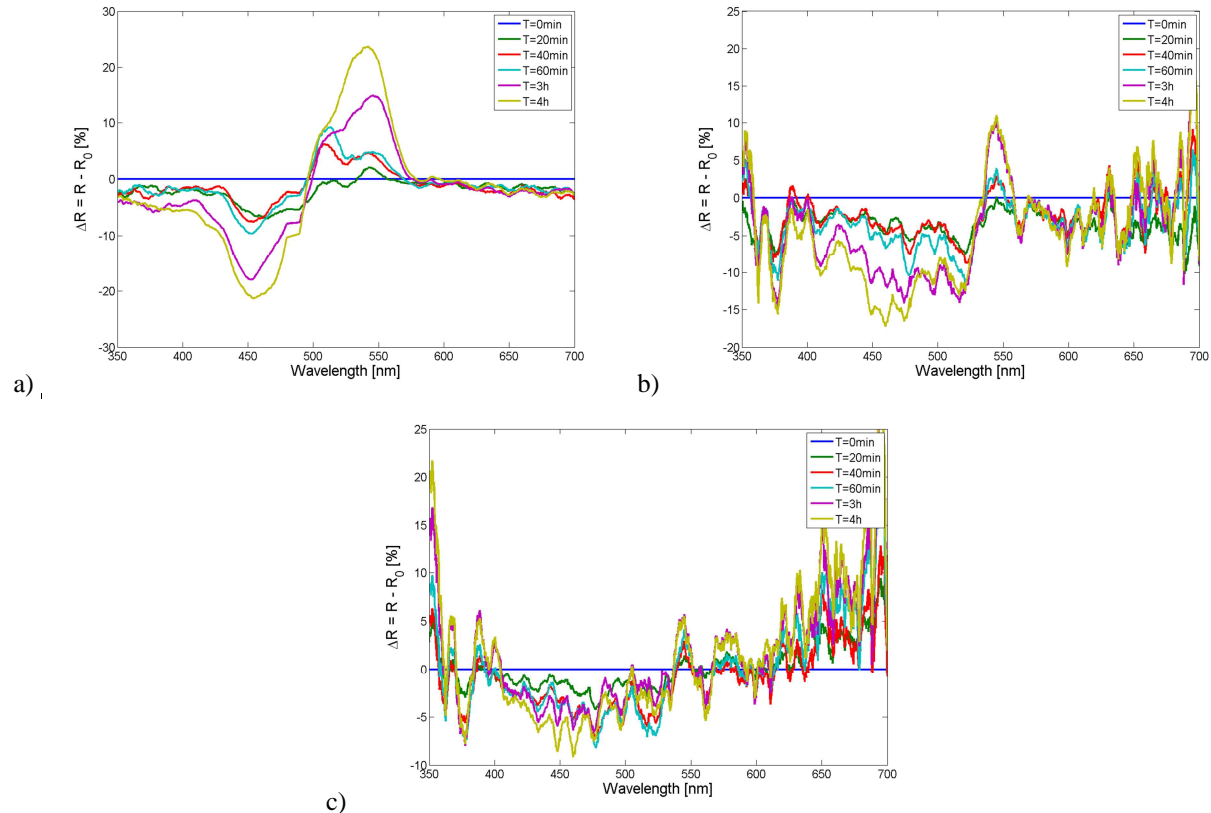 30
20
10
0
-10
-20
-30
350 400 450 500 550 600 650 700
Wavelength [nm]
ΔR = R - R0 [%]
T=0min
T=20min
T=40min
T=60min
T=3h
T=4h
a)
25
20
15
10
5
0
-5
-10
-15
-20
350 400 450 500 550 600 650 700
Wavelength [nm]
ΔR = R - R0 [%]
T=0min
T=20min
T=40min
T=60min
T=3h
T=4h
b)
25
20
15
10
5
0
-5
-10
350 400 450 500 550 600 650 700
Wavelength [nm]
ΔR = R - R0 [%]
T=0min
T=20min
T=40min
T=60min
T=3h
T=4h
c)